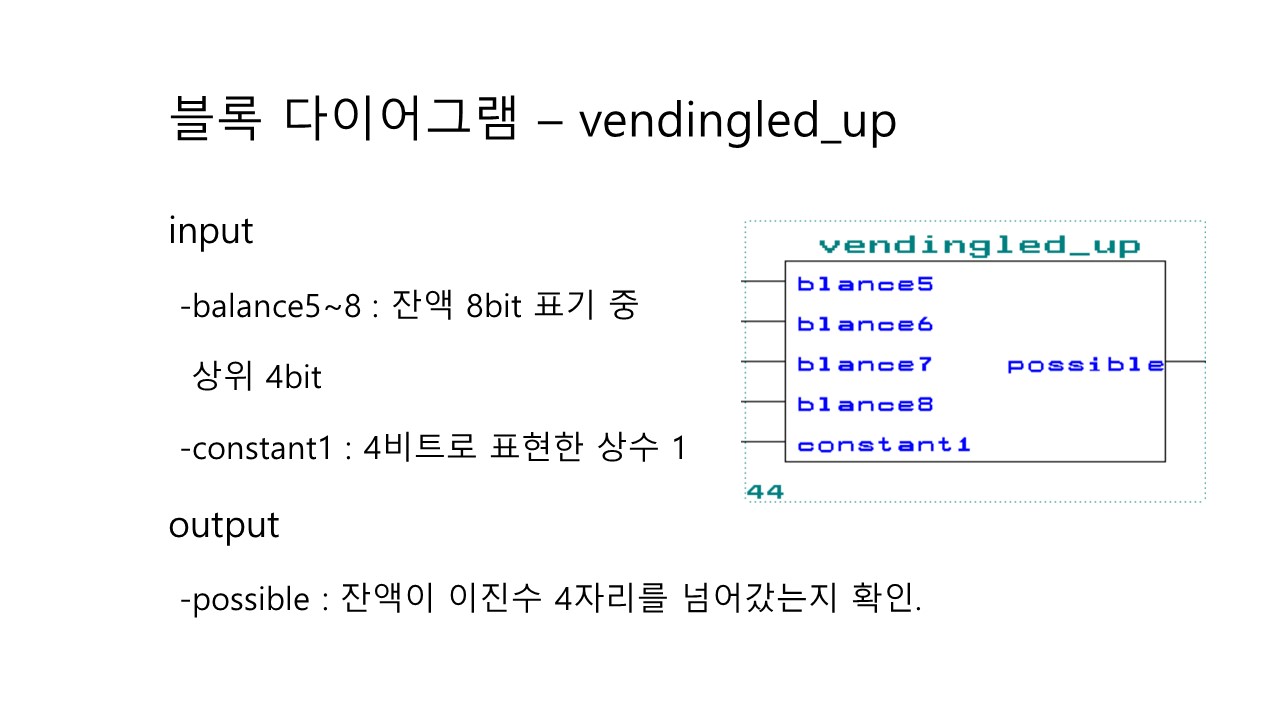 블록 다이어그램 – vendingled_up
input
-balance5~8 : 잔액 8bit 표기 중
상위 4bit
-constant1 : 4비트로 표현한 상수 1
output
-possible : 잔액이 이진수 4자리를 넘어갔는지 확인.
vendingled_up
blance5
blance6
blance7
possible
blance8
constant1
44